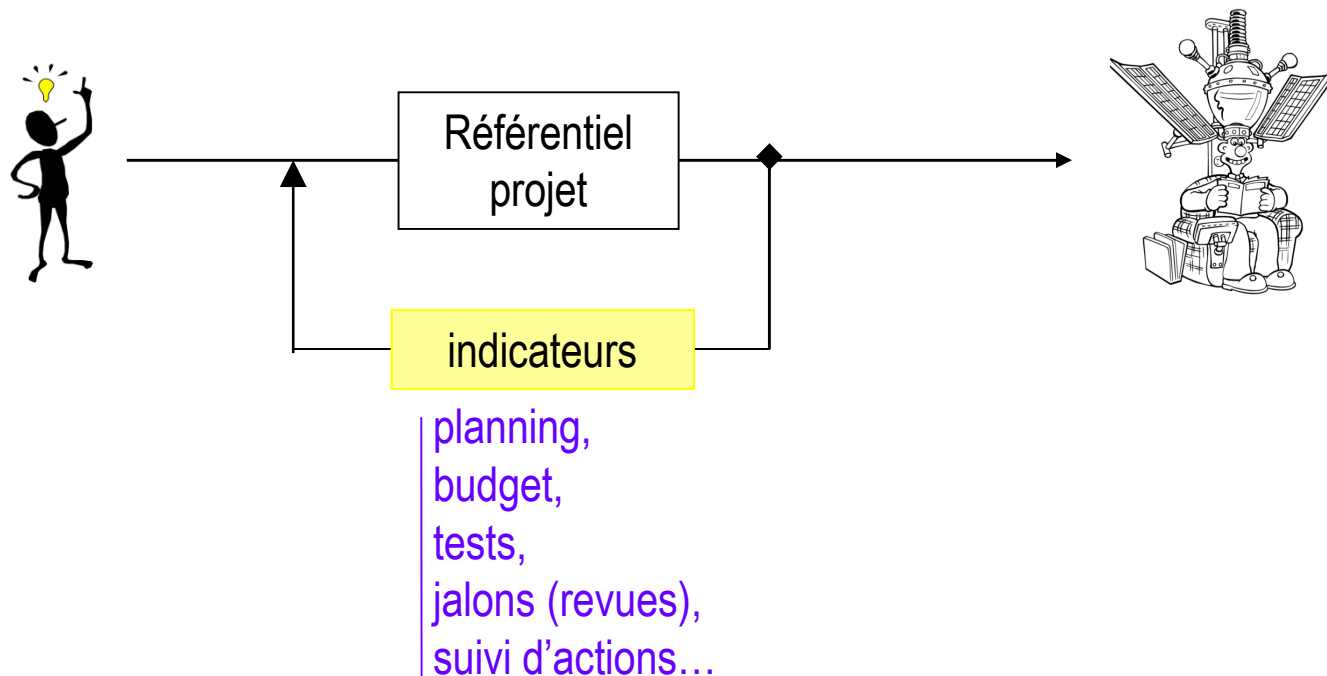 Référentiel
projet
indicateurs
planning,
budget,
tests,
jalons (revues),
suivi d’actions…